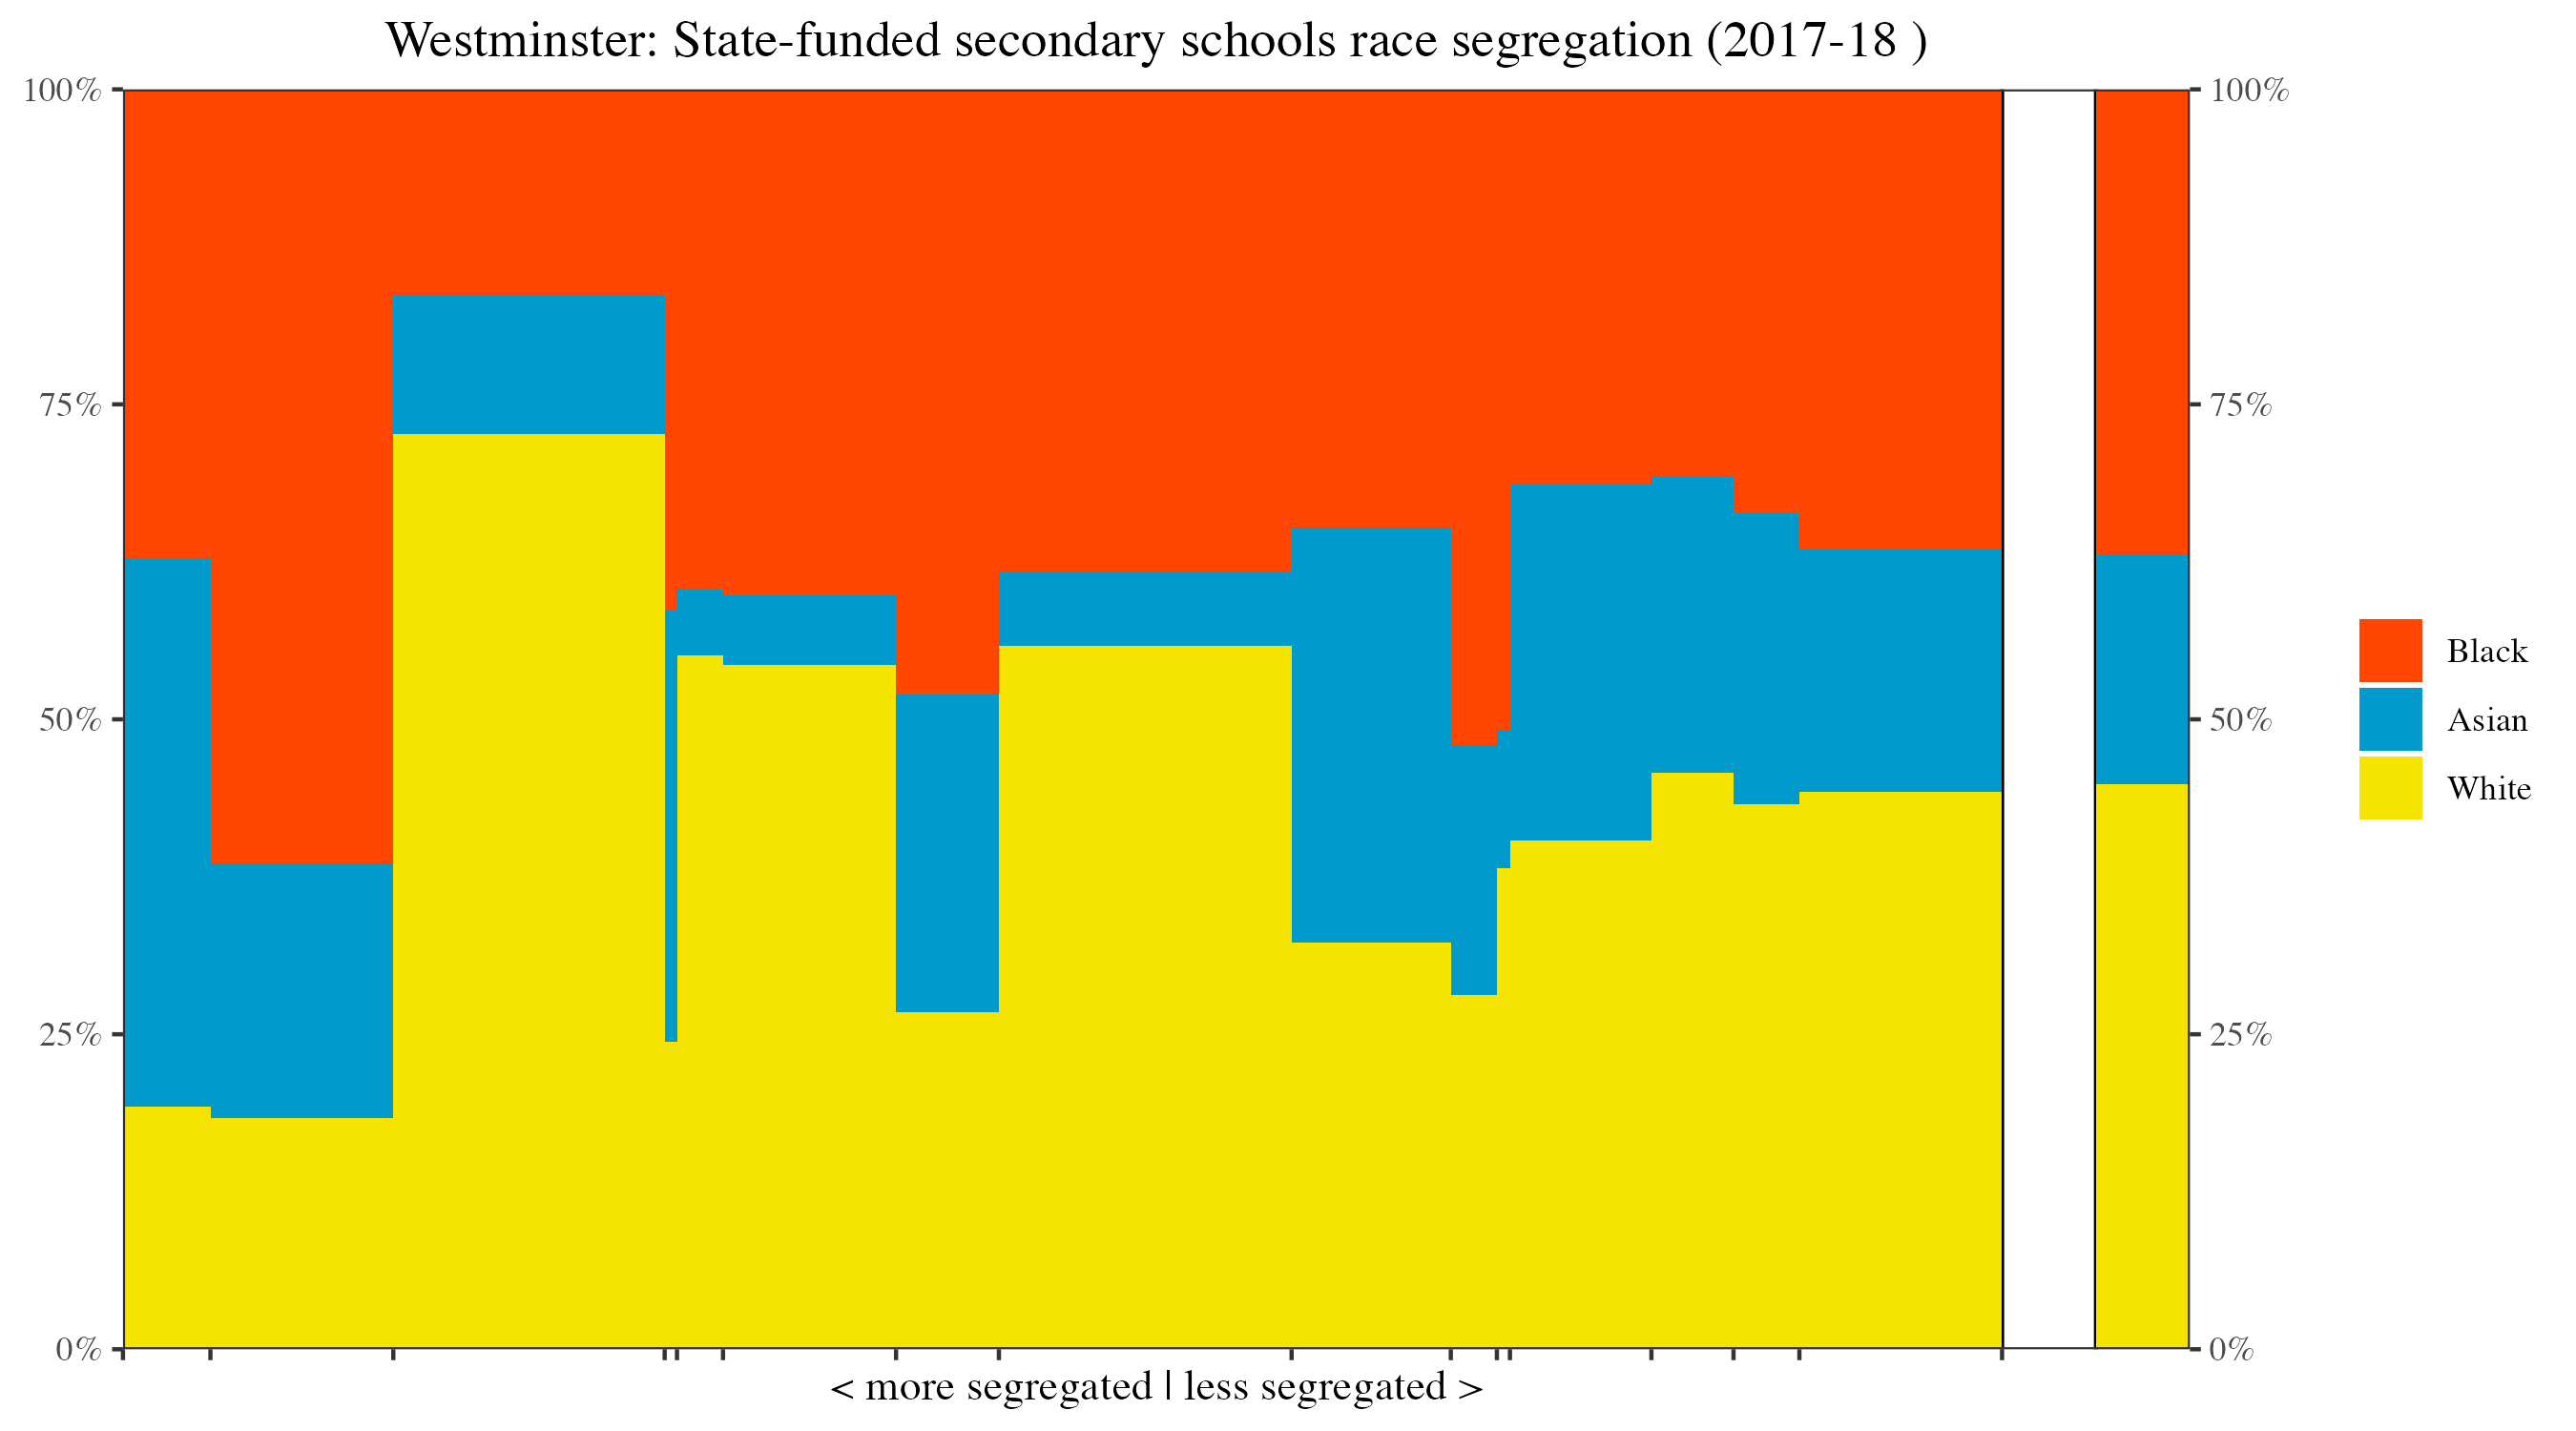 Westminster: State-funded secondary schools race segregation (2017-18 )
100%
75%
50%
25%
0%
100%
75%
50%
25%
0%
< more segregated | less segregated >
Black
Asian
White